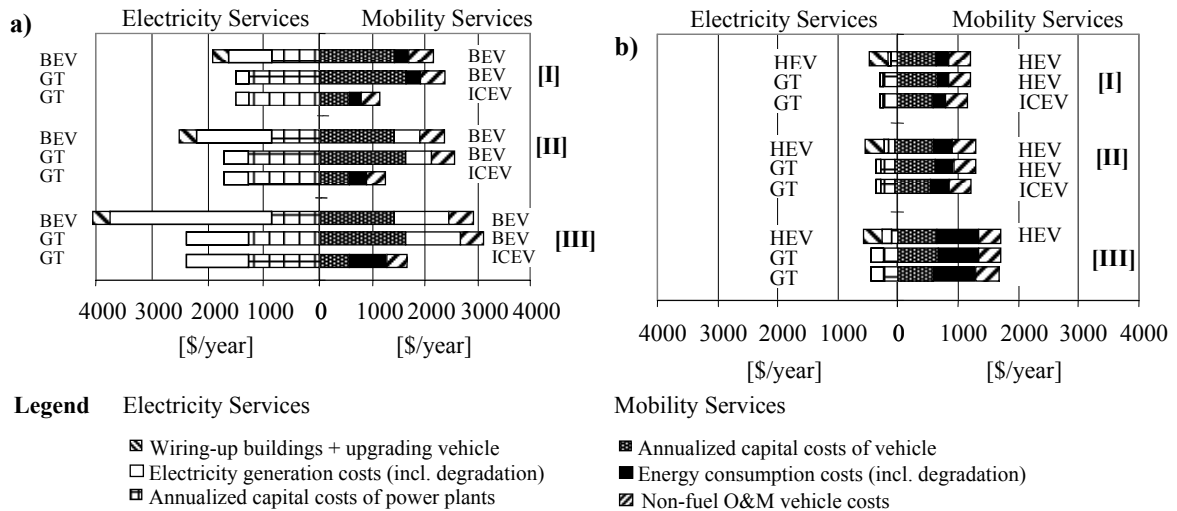 Electricity Services Mobility Services
a)
BEV BEV
GT BEV [I]
GT ICEV
BEV BEV
GT BEV [II]
GT ICEV
BEV BEV
GT BEV [III]
GT ICEV
4000 3000 2000 1000 0 1000 2000 3000 4000
[$/year] [$/year]
Electricity Services Mobility Services
b)
HEV HEV
GT HEV [I]
GT ICEV
HEV HEV
GT HEV [II]
GT ICEV
HEV HEV
GT [III]
GT
4000 3000 2000 1000 0 1000 2000 3000 4000
[$/year] [$/year]
Legend Electricity Services Mobility Services
Wiring-up buildings + upgrading vehicle
Electricity generation costs (incl. degradation)
Annualized capital costs of power plants
Annualized capital costs of vehicle
Energy consumption costs (incl. degradation)
Non-fuel O&M vehicle costs